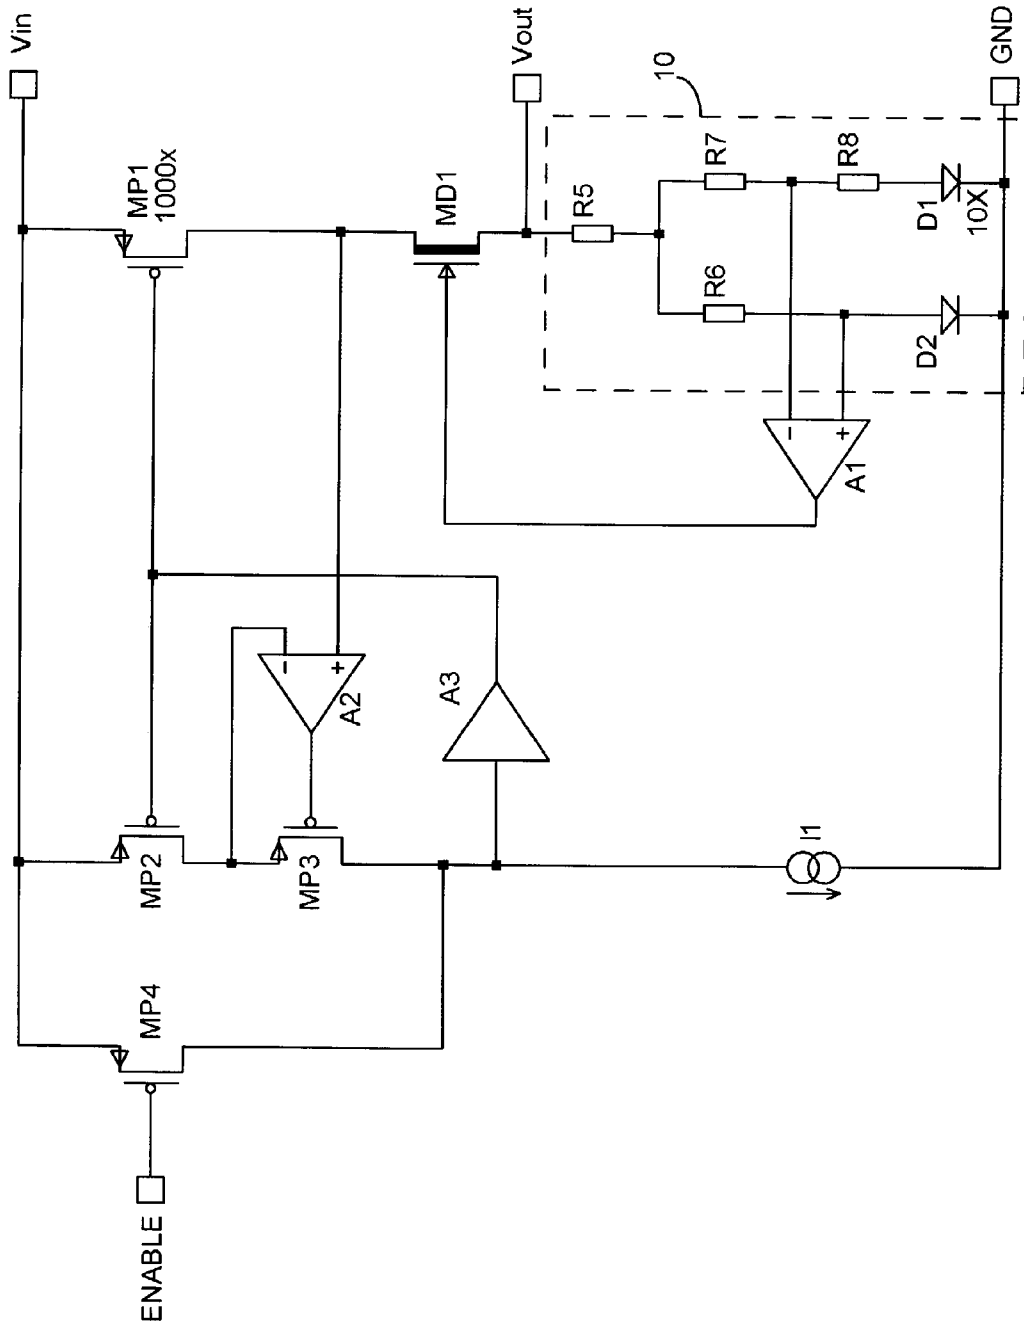 Vin
MP1
1000x
MD1
Vout
10
R5
R7
R6
R8
D1
10X
D2
GND
-
+
A1
-
+
A2
A3
MP2
MP3
MP4
I1
ENABLE